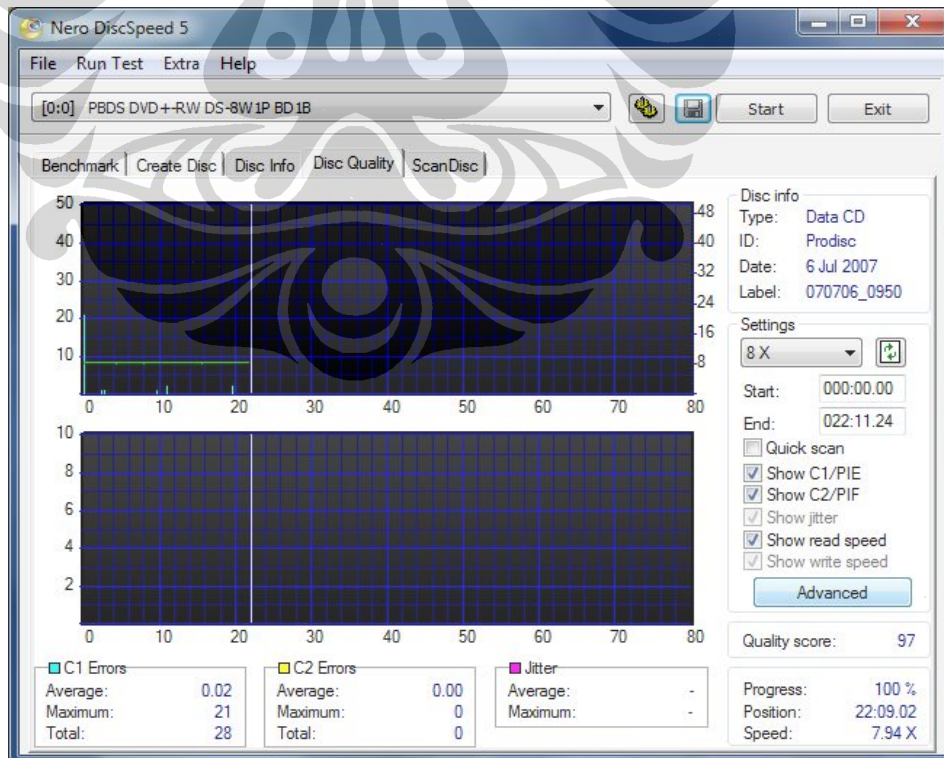 Nero DiscSpeed 5
File Run Test Extra Help
[0:0] PBDS DVD+-RW DS-8W1P BD1B Start Exit
Benchmark Create Disc Disc Info Disc Quality ScanDisc
50 40 30 20 10
48 40 32 24 16 8
0 10 20 30 40 50 60 70 80
10 8 6 4 2
0 10 20 30 40 50 60 70 80
C1 Errors
Average: 0.02
Maximum: 21
Total: 28
C2 Errors
Average: 0.00
Maximum: 0
Total: 0
Jitter
Average: -
Maximum: -
Disc info
Type: Data CD
ID: Prodisc
Date: 6 Jul 2007
Label: 070706_0950
Settings
8 X
Start: 000:00.00
End: 022:11.24
Quick scan
Show C1/PIE
Show C2/PIF
Show jitter
Show read speed
Show write speed
Advanced
Quality score: 97
Progress: 100 %
Position: 22:09.02
Speed: 7.94 X